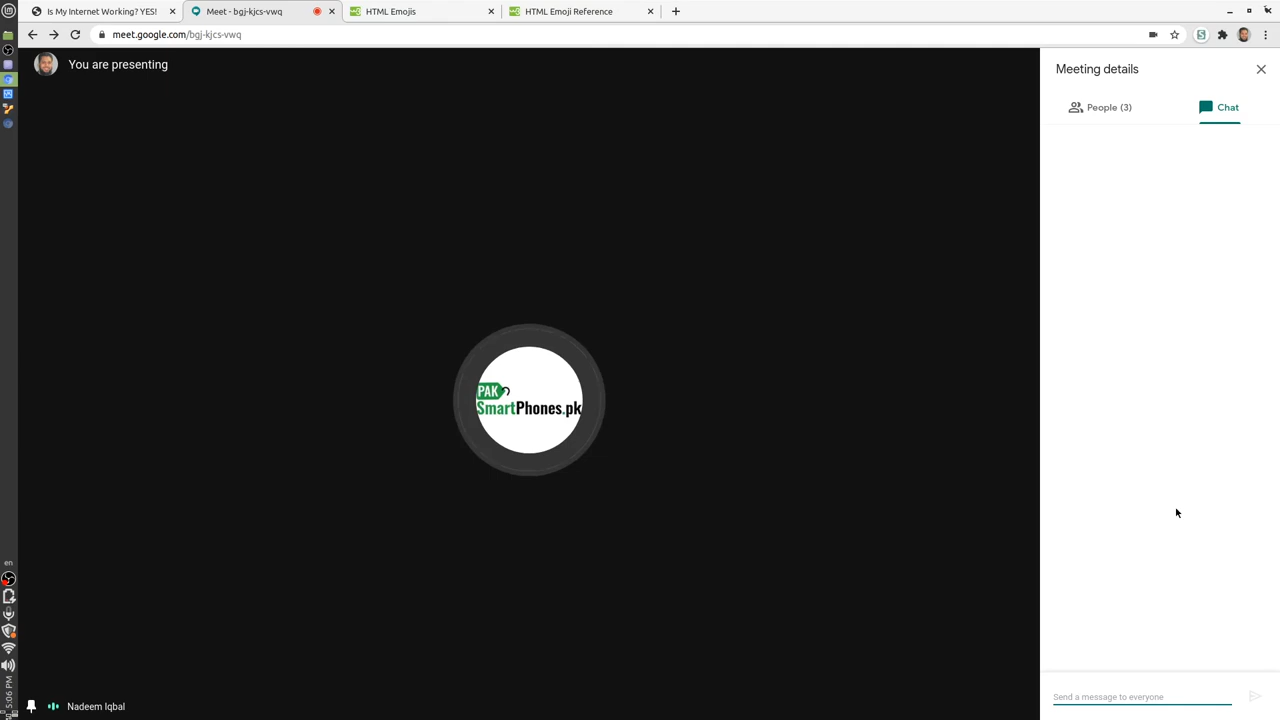 Is My Internet Working? YES!
Meet - bgj-kjcs-vwq
HTML Emojis
HTML Emoji Reference
meet.google.com/bgj-kjcs-vwq
You are presenting
Meeting details
People (3)
Chat
PAK
SmartPhones.pk
en
5:06 PM
Nadeem Iqbal
Send a message to everyone